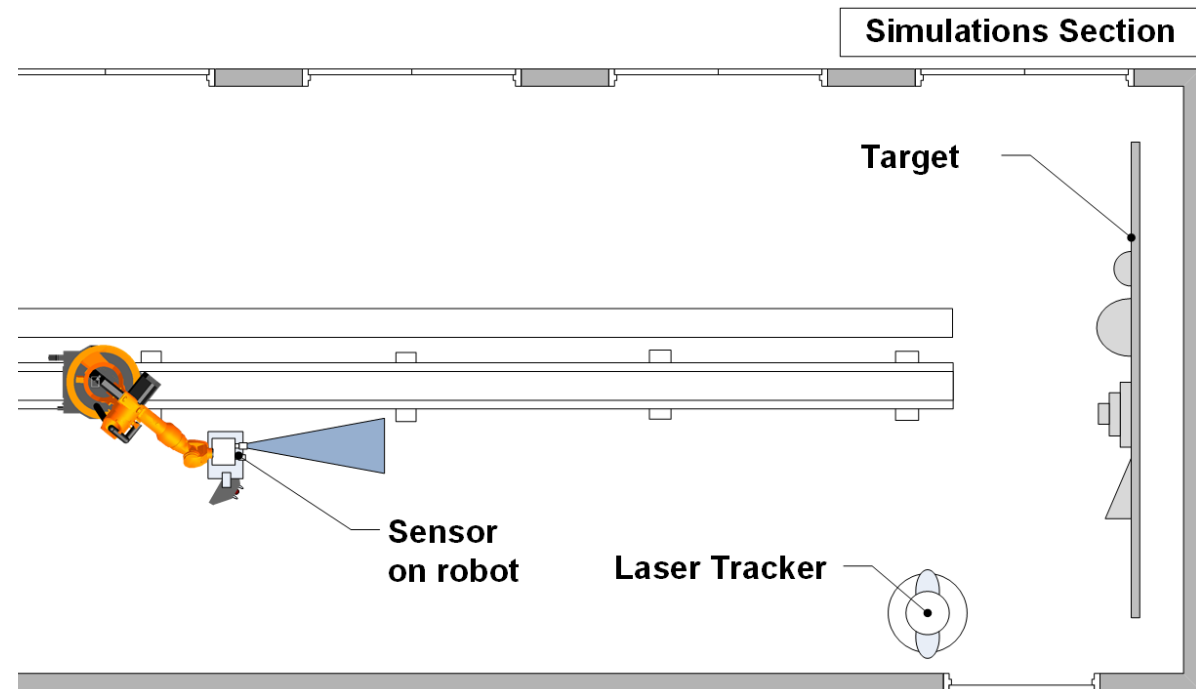 Simulations Section
Target
Sensor
on robot
Laser Tracker